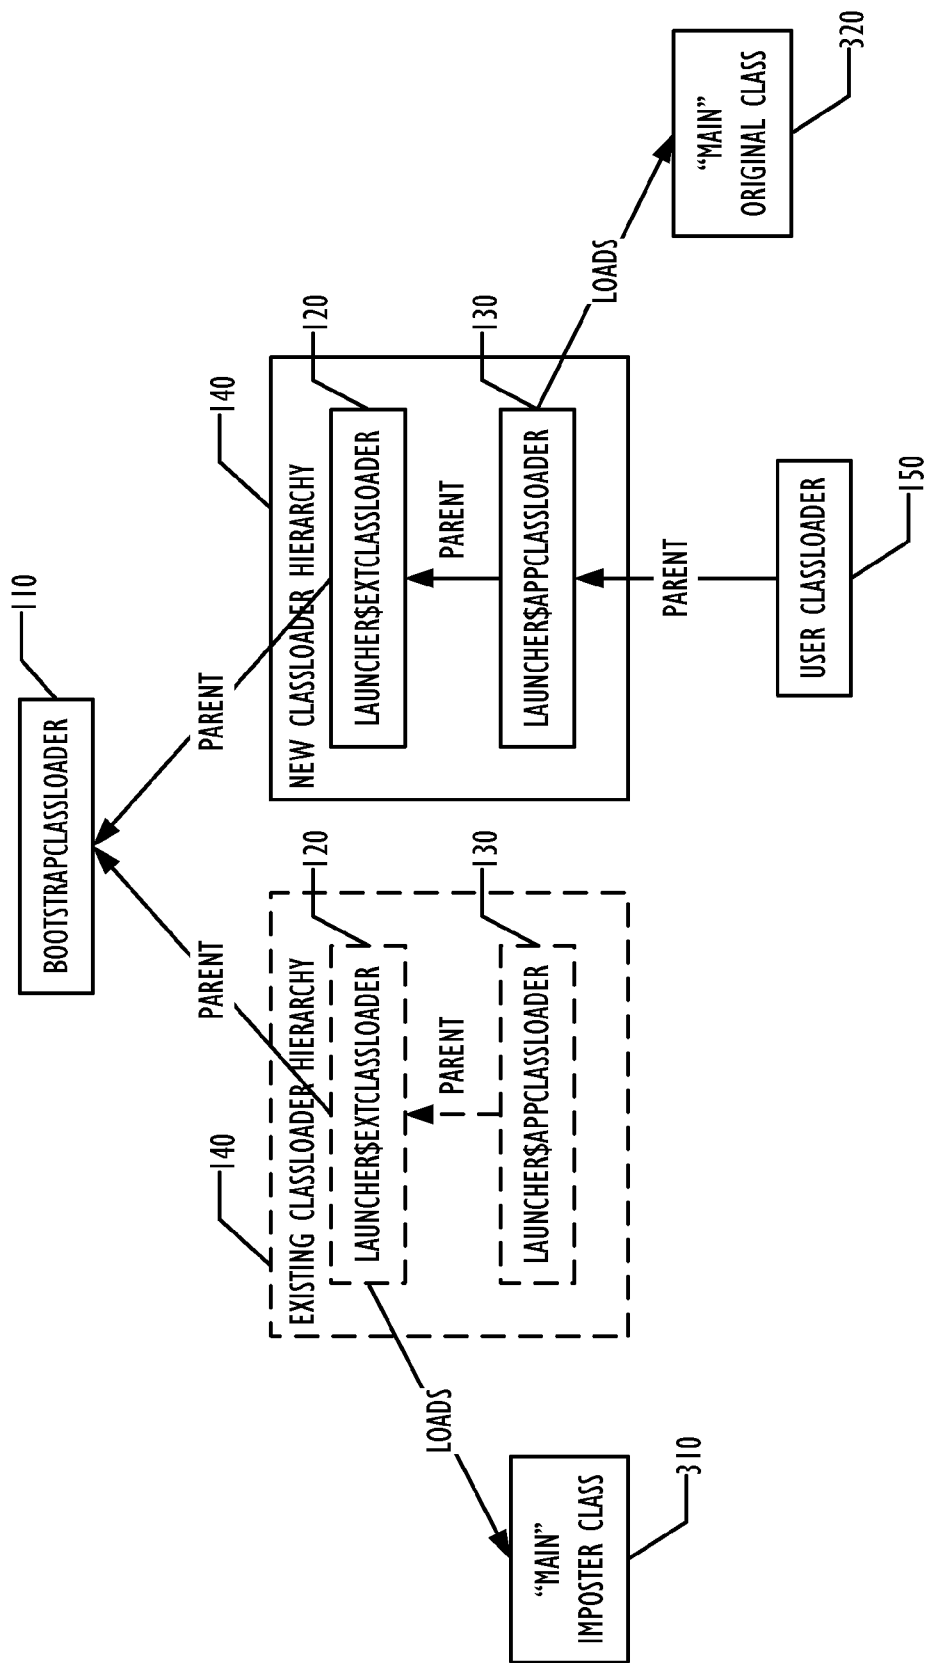 BOOTSTRAPCLASSLOADER
110
PARENT
PARENT
140
EXISTING CLASSLOADER HIERARCHY
120
LAUNCHER$EXTCLASSLOADER
PARENT
130
LAUNCHER$APPCLASSLOADER
LOADS
"MAIN"
IMPOSTER CLASS
310
140
NEW CLASSLOADER HIERARCHY
120
LAUNCHER$EXTCLASSLOADER
PARENT
130
LAUNCHER$APPCLASSLOADER
LOADS
"MAIN"
ORIGINAL CLASS
320
PARENT
USER CLASSLOADER
150